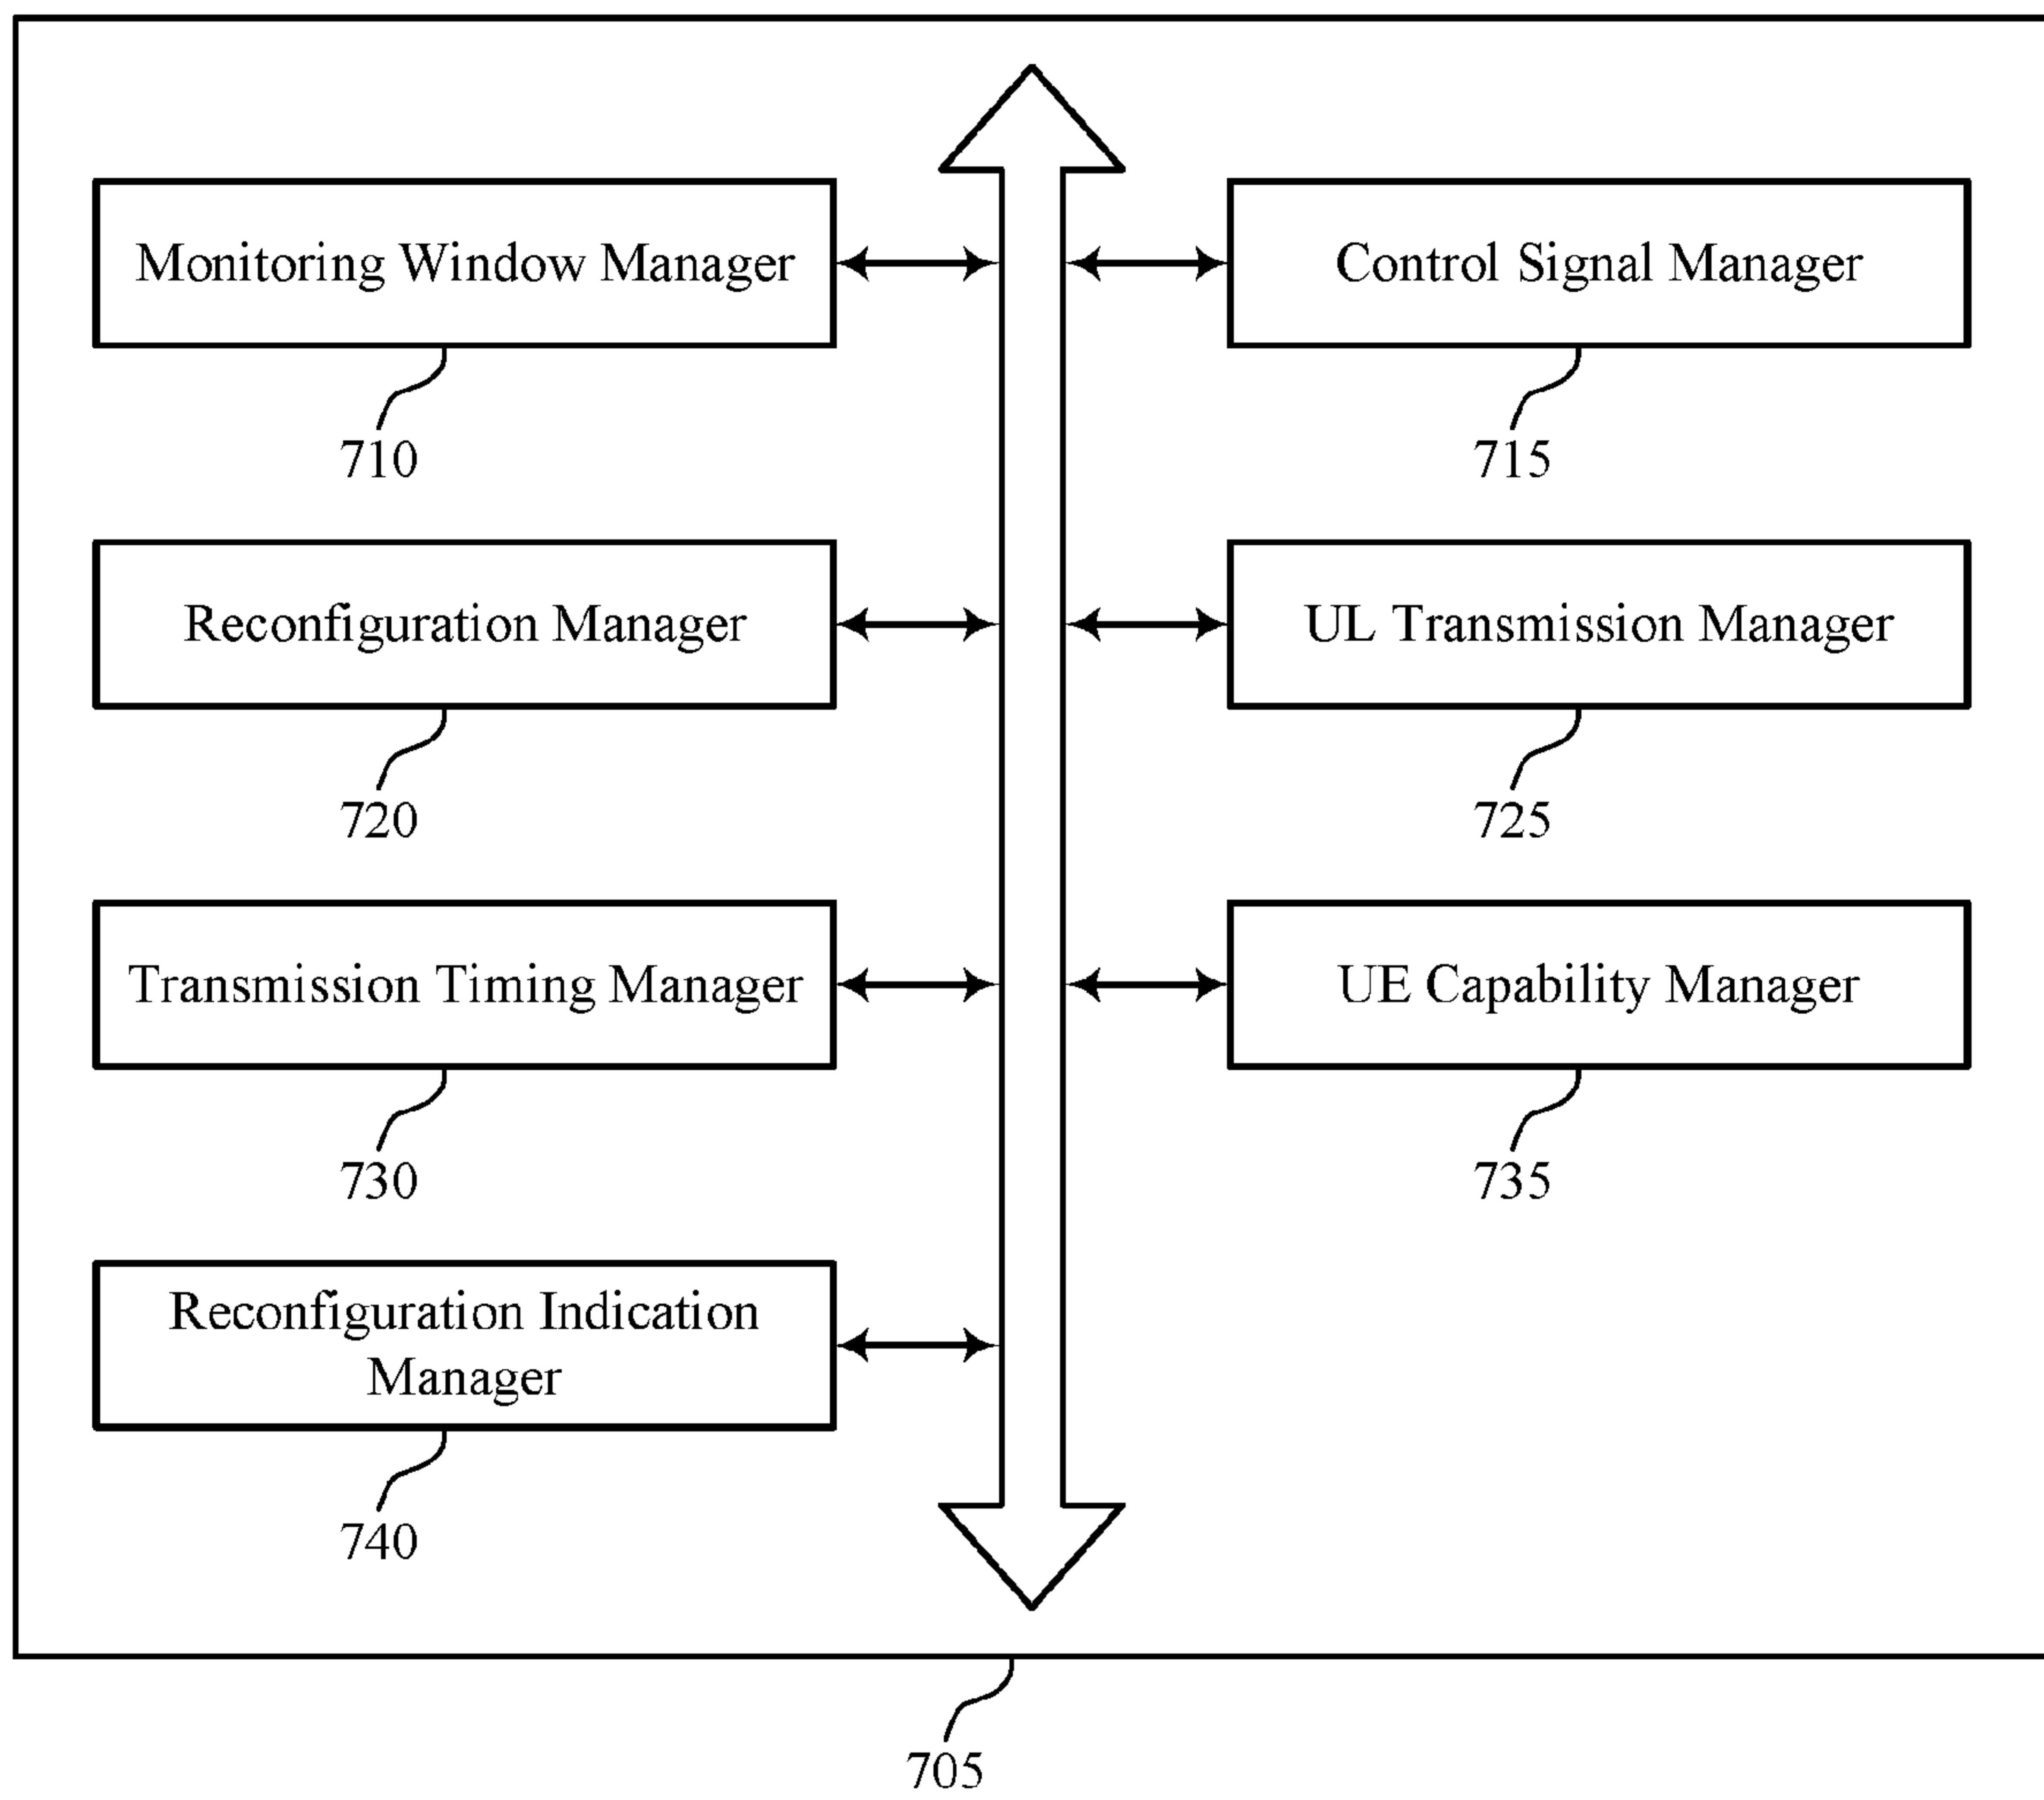 Monitoring Window Manager
Control Signal Manager
710
715
Reconfiguration Manager
UL Transmission Manager
720
725
Transmission Timing Manager
UE Capability Manager
730
735
Reconfiguration Indication
Manager
740
705